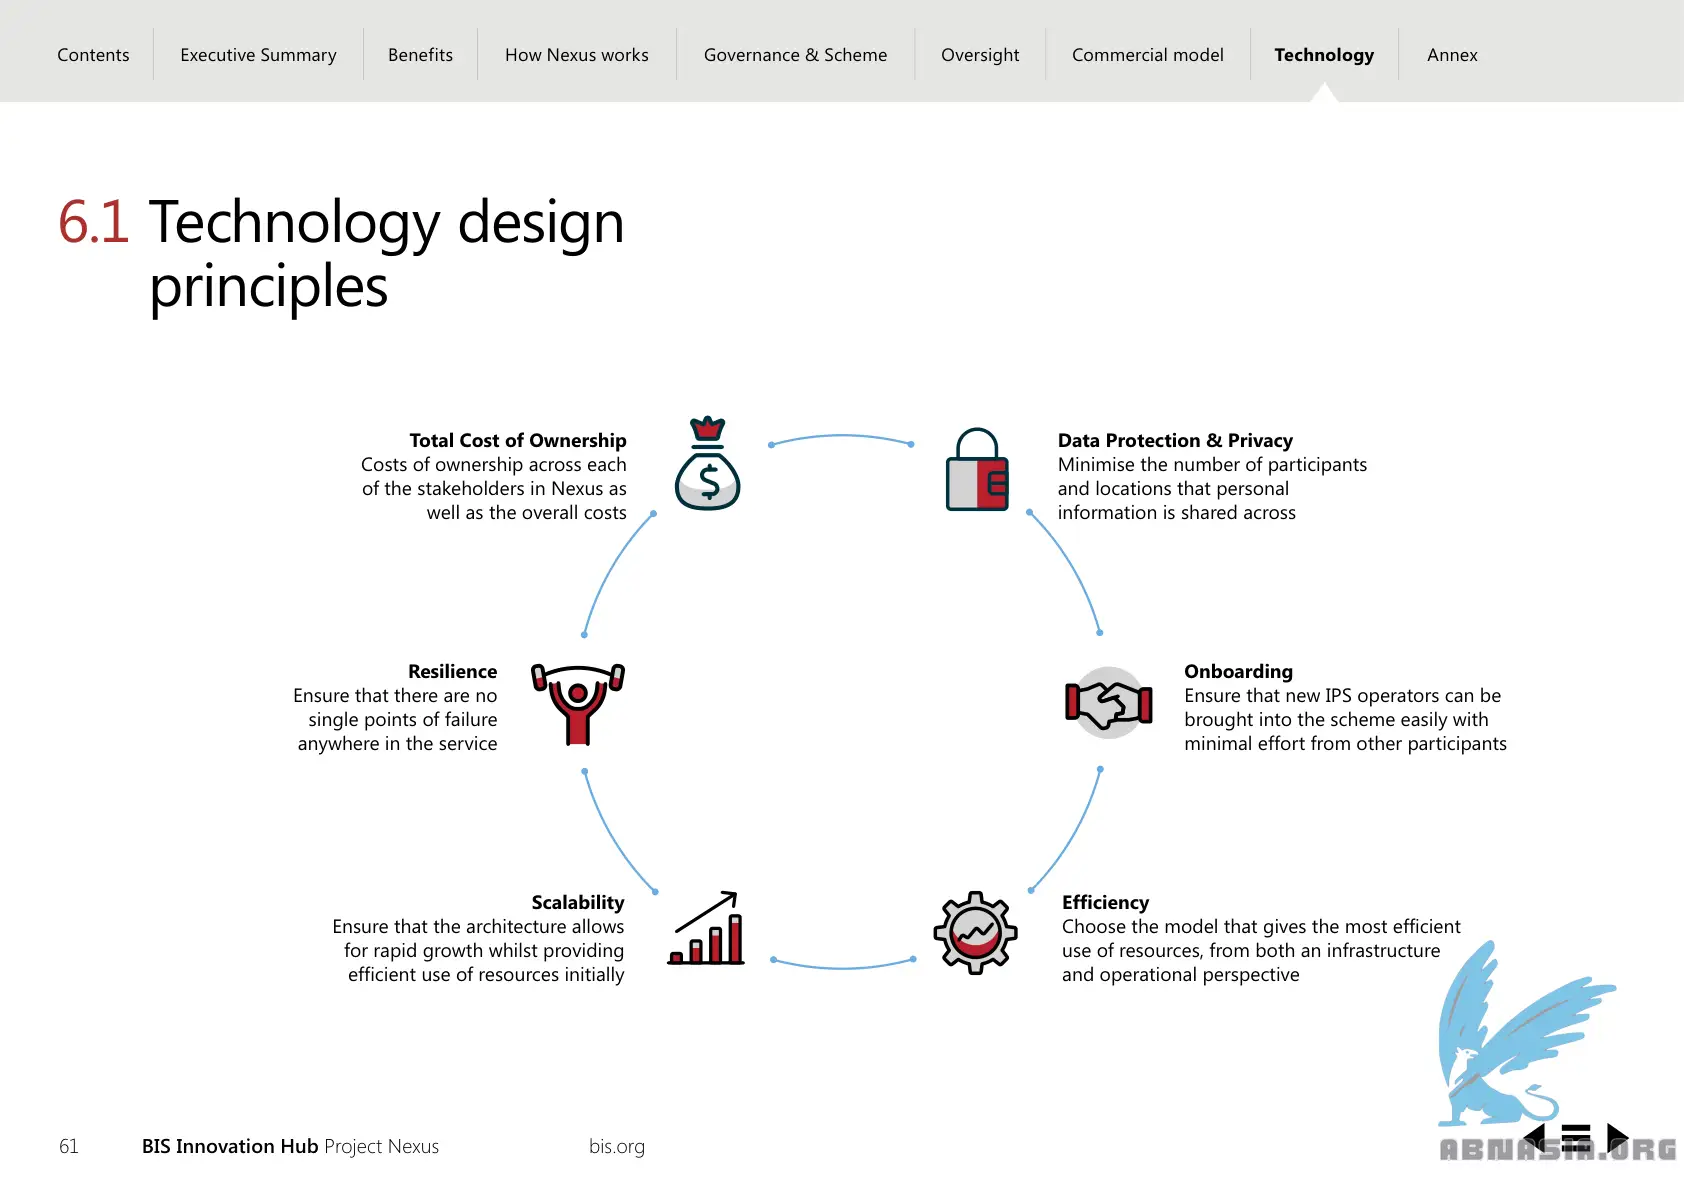 Contents
Executive Summary
Benefits
How Nexus works
Governance & Scheme
Oversight
Commercial model
Technology
Annex
6.1 Technology design
principles
Total Cost of Ownership
Costs of ownership across each
of the stakeholders in Nexus as
well as the overall costs
$
Data Protection & Privacy
Minimise the number of participants
and locations that personal
information is shared across
Resilience
Ensure that there are no
single points of failure
anywhere in the service
Onboarding
Ensure that new IPS operators can be
brought into the scheme easily with
minimal effort from other participants
Scalability
Ensure that the architecture allows
for rapid growth whilst providing
efficient use of resources initially
Efficiency
Choose the model that gives the most efficient
use of resources, from both an infrastructure
and operational perspective
61
BIS Innovation Hub Project Nexus
bis.org
ABNASIA.ORG